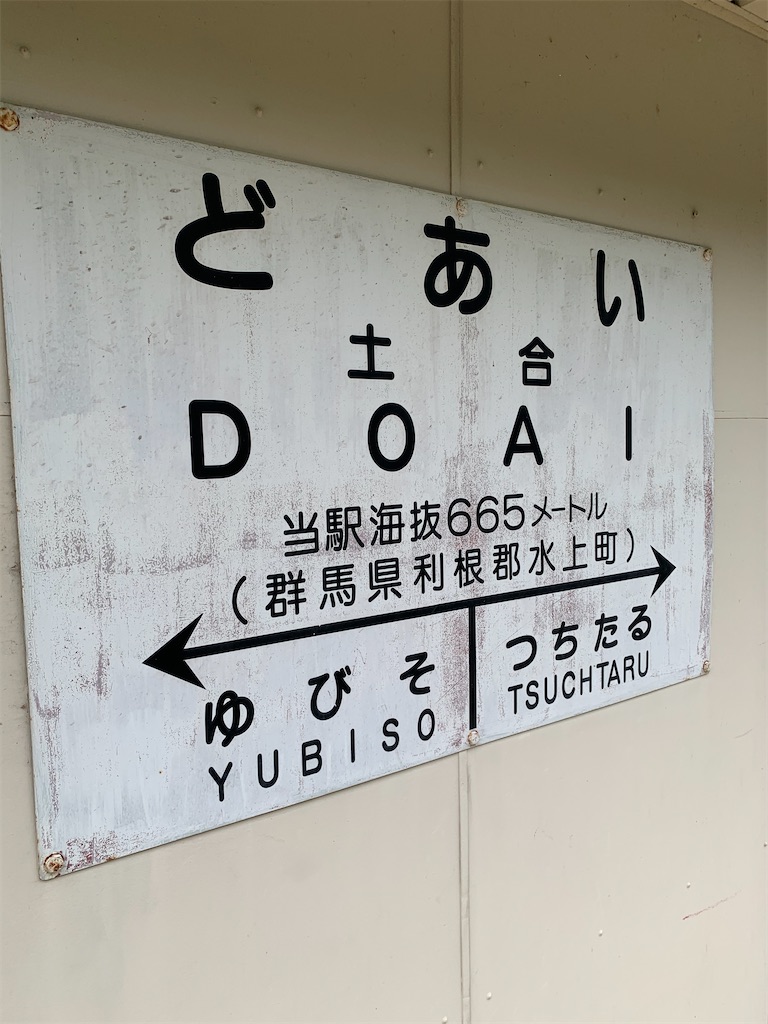 どあい
土合
DOAI
当駅海抜665メートル
(群馬県利根郡水上町)
ゆびそ つちたる
YUBISO TSUCHTARU